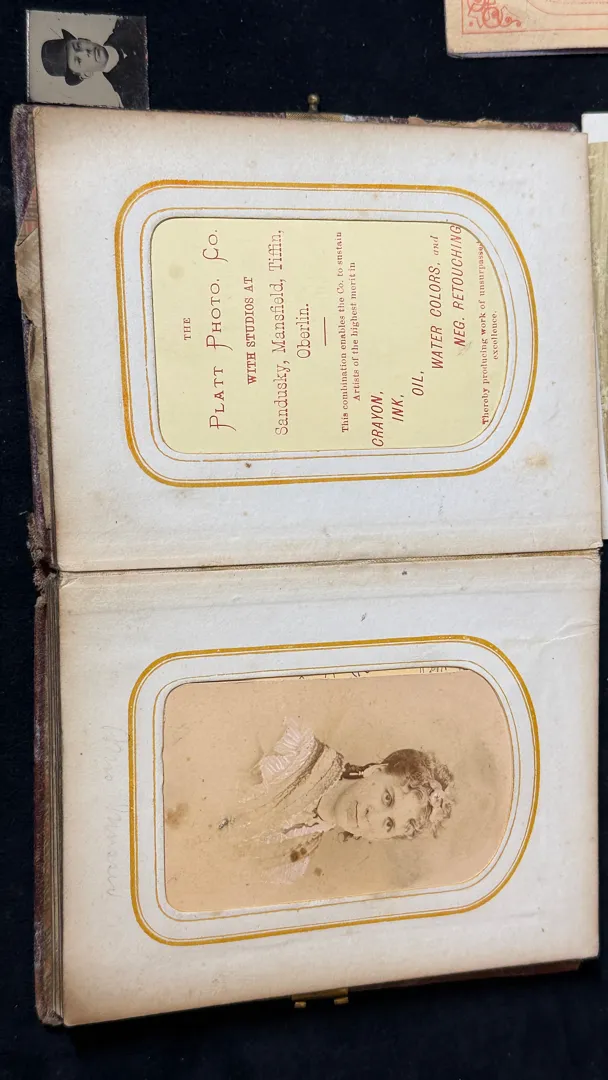 THE
PLATT PHOTO. Co.
WITH STUDIOS AT
Sandusky, Mansfield, Tiffin,
Oberlin.
This combination enables the Co. to sustain
Artists of the highest merit in
CRAYON,
INK,
OIL,
WATER COLORS, and
NEG. RETOUCHING
Thereby producing work of unsurpassed
excellence.